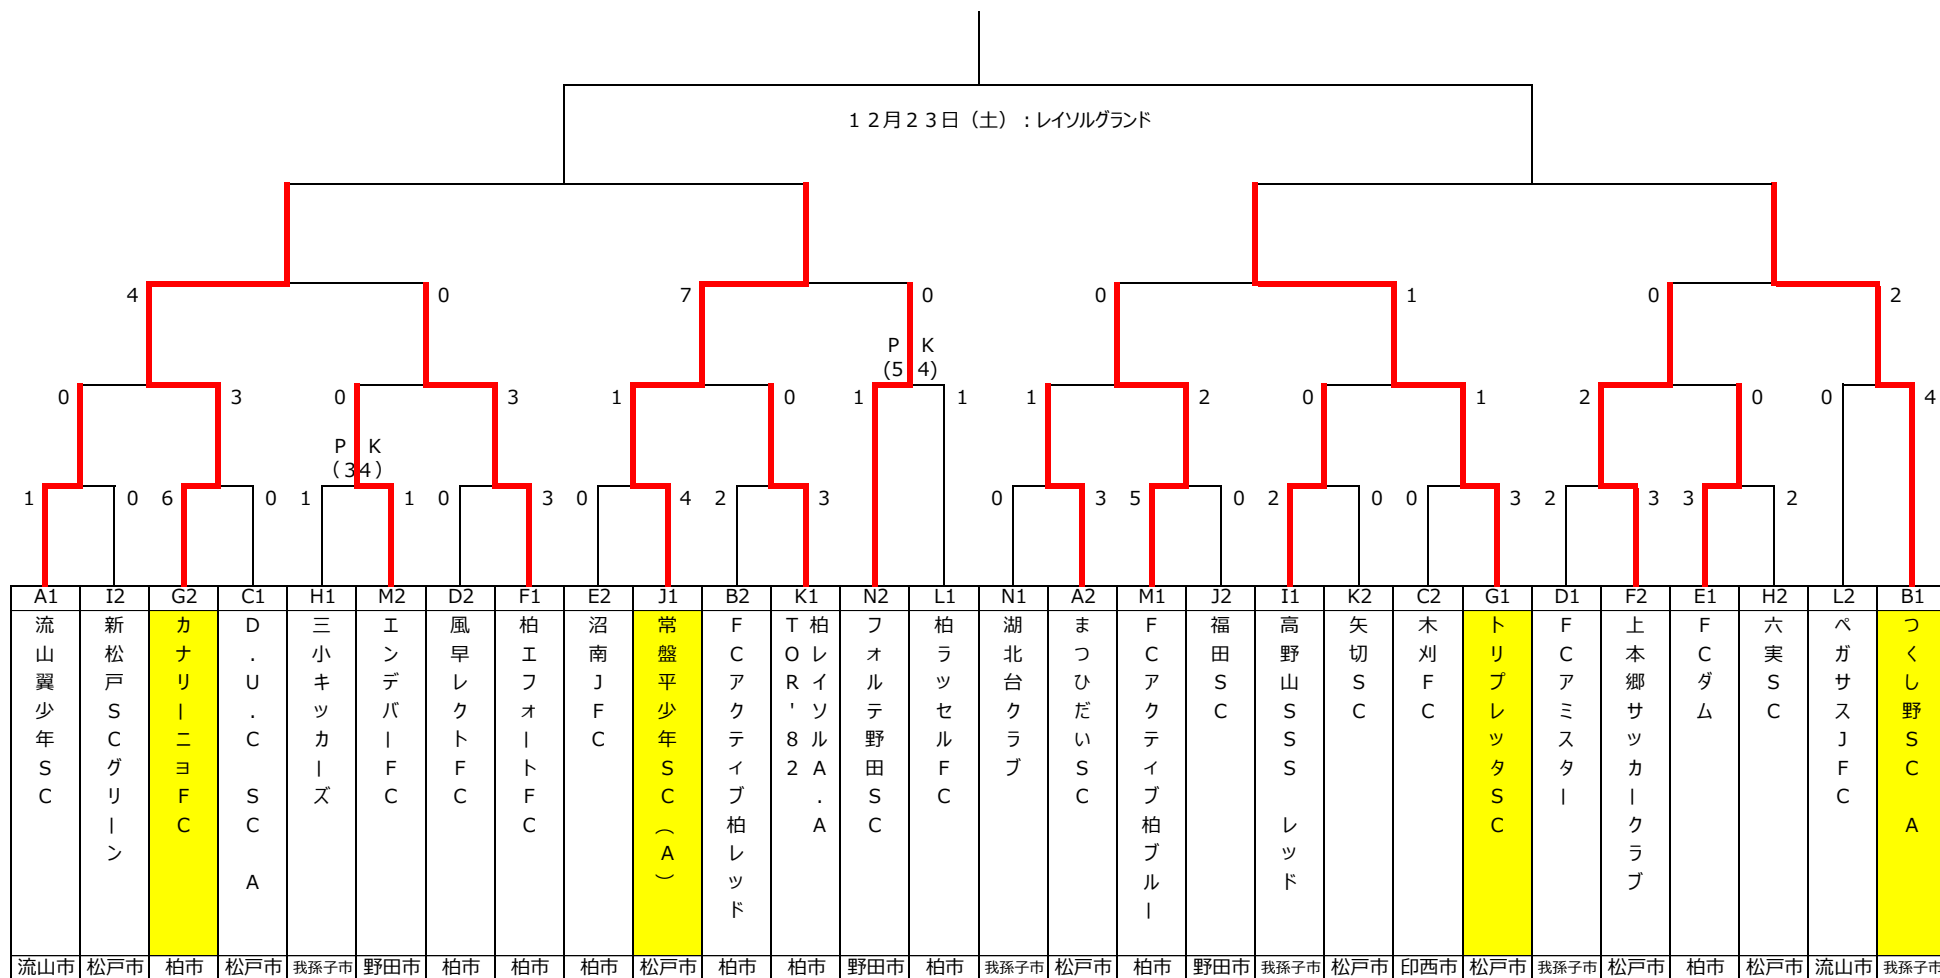 12月23日（土）：レイソルグランド
4 0 7 0 0 1 0 2
P K
(5 4)
0 3 0 3 1 0 1 1 1 2 0 1 2 0 0 4
P K
(3 4)
1 0 6 0 1 1 0 3 0 4 2 3 0 3 5 0 2 0 0 3 2 3 3 2
A1 I2 G2 C1 H1 M2 D2 F1 E2 J1 B2 K1 N2 L1 N1 A2 M1 J2 I1 K2 C2 G1 D1 F2 E1 H2 L2 B1
流山翼少年SC
新松戸SCグリーン
カナリーニョFC
D.U.C SC A
三小キッカーズ
エンデバーFC
風早レクトFC
柏エフォートFC
沼南JFC
常盤平少年SC（A）
FCアクティブ柏レッド
柏レイソルA.A
TOR'82
フォルテ野田SC
柏ラッセルFC
湖北台クラブ
まつひだいSC
FCアクティブ柏ブルー
福田SC
高野山SSS レッド
矢切SC
木刈FC
トリプレッタSC
FCアミスター
上本郷サッカークラブ
FCダム
六実SC
ペガサスJFC
つくし野SC A
流山市 松戸市 柏市 松戸市 我孫子市 野田市 柏市 柏市 柏市 松戸市 柏市 柏市 野田市 柏市 我孫子市 松戸市 柏市 野田市 我孫子市 松戸市 印西市 松戸市 我孫子市 松戸市 柏市 松戸市 流山市 我孫子市